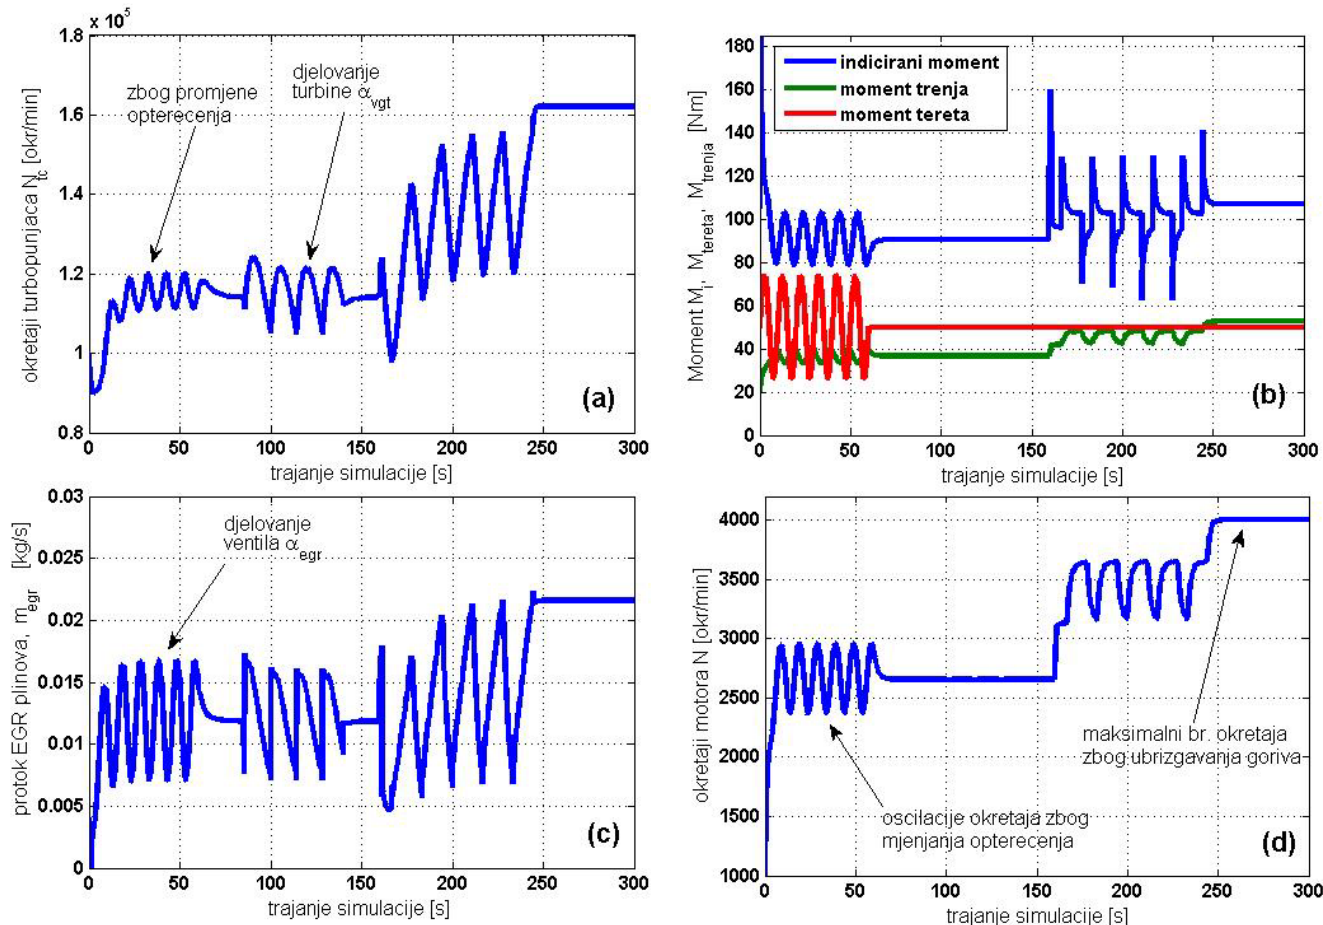 x 10⁵
1.8
1.6
1.4
1.2
1
0.8
okretaji turbopunjaca N_tc [okr/min]
zbog promjene
opterecenja
djelovanje
turbine α_vgt
(a)
0 50 100 150 200 250 300
trajanje simulacije [s]
180
160
140
120
100
80
60
40
20
0
Moment M_i, M_tereta, M_trenja [Nm]
indicirani moment
moment trenja
moment tereta
(b)
0 50 100 150 200 250 300
trajanje simulacije [s]
0.03
0.025
0.02
0.015
0.01
0.005
0
protok EGR plinova, m_egr [kg/s]
djelovanje
ventila α_egr
(c)
0 50 100 150 200 250 300
trajanje simulacije [s]
4000
3500
3000
2500
2000
1500
1000
okretaji motora N [okr/min]
maksimalni br. okretaja
zbog ubrizgavanja goriva
oscilacije okretaja zbog
mjenjanja opterecenja
(d)
0 50 100 150 200 250 300
trajanje simulacije [s]